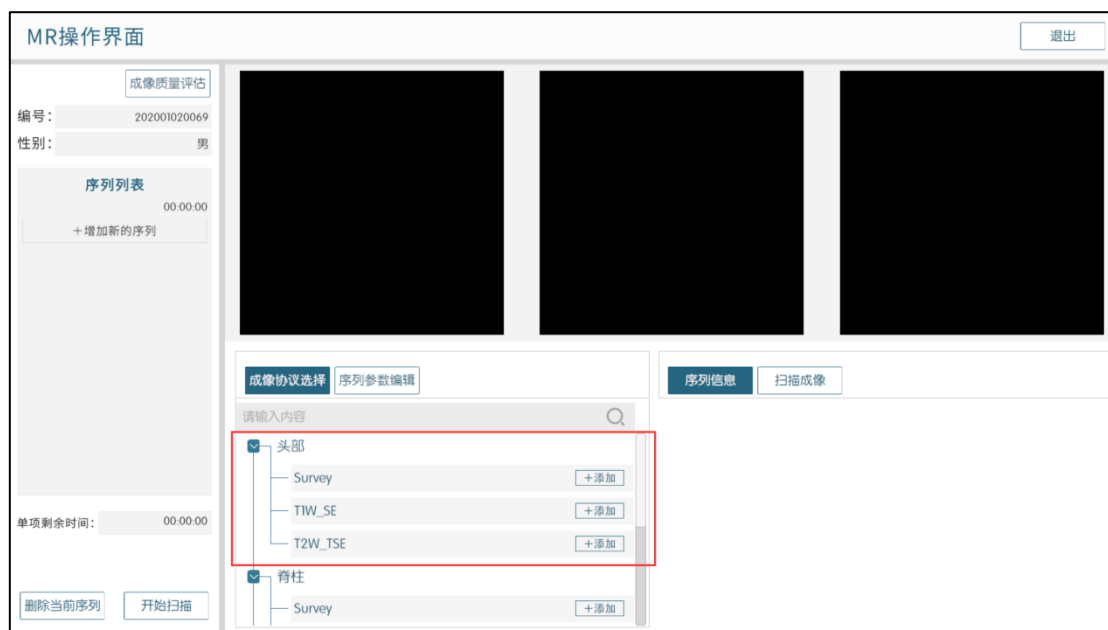 MR操作界面
退出
成像质量评估
编号: 202001020069
性别: 男
序列列表
00:00:00
+增加新的序列
单项剩余时间: 00:00:00
删除当前序列 开始扫描
成像协议选择 序列参数编辑
请输入内容
头部
Survey +添加
T1W_SE +添加
T2W_TSE +添加
脊柱
Survey +添加
序列信息 扫描成像